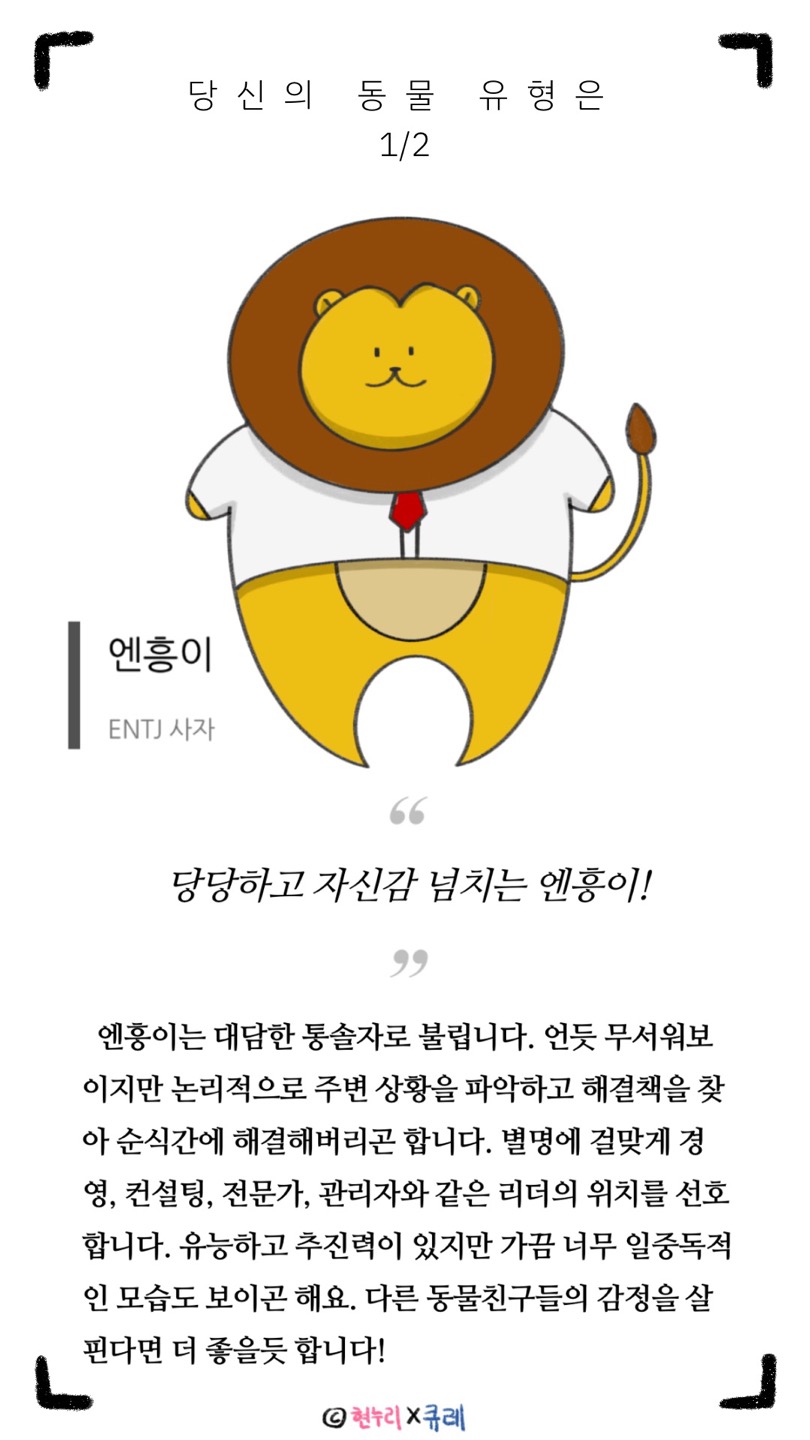 당신의 동물 유형은
1/2
엔흥이
ENTJ 사자
“
당당하고 자신감 넘치는 엔흥이!
”
엔흥이는 대담한 통솔자로 불립니다. 언듯 무서워보
이지만 논리적으로 주변 상황을 파악하고 해결책을 찾
아 순식간에 해결해버리곤 합니다. 별명에 걸맞게 경
영, 컨설팅, 전문가, 관리자와 같은 리더의 위치를 선호
합니다. 유능하고 추진력이 있지만 가끔 너무 일중독적
인 모습도 보이곤 해요. 다른 동물친구들의 감정을 살
핀다면 더 좋을듯 합니다!
© 현누리 X 큐레